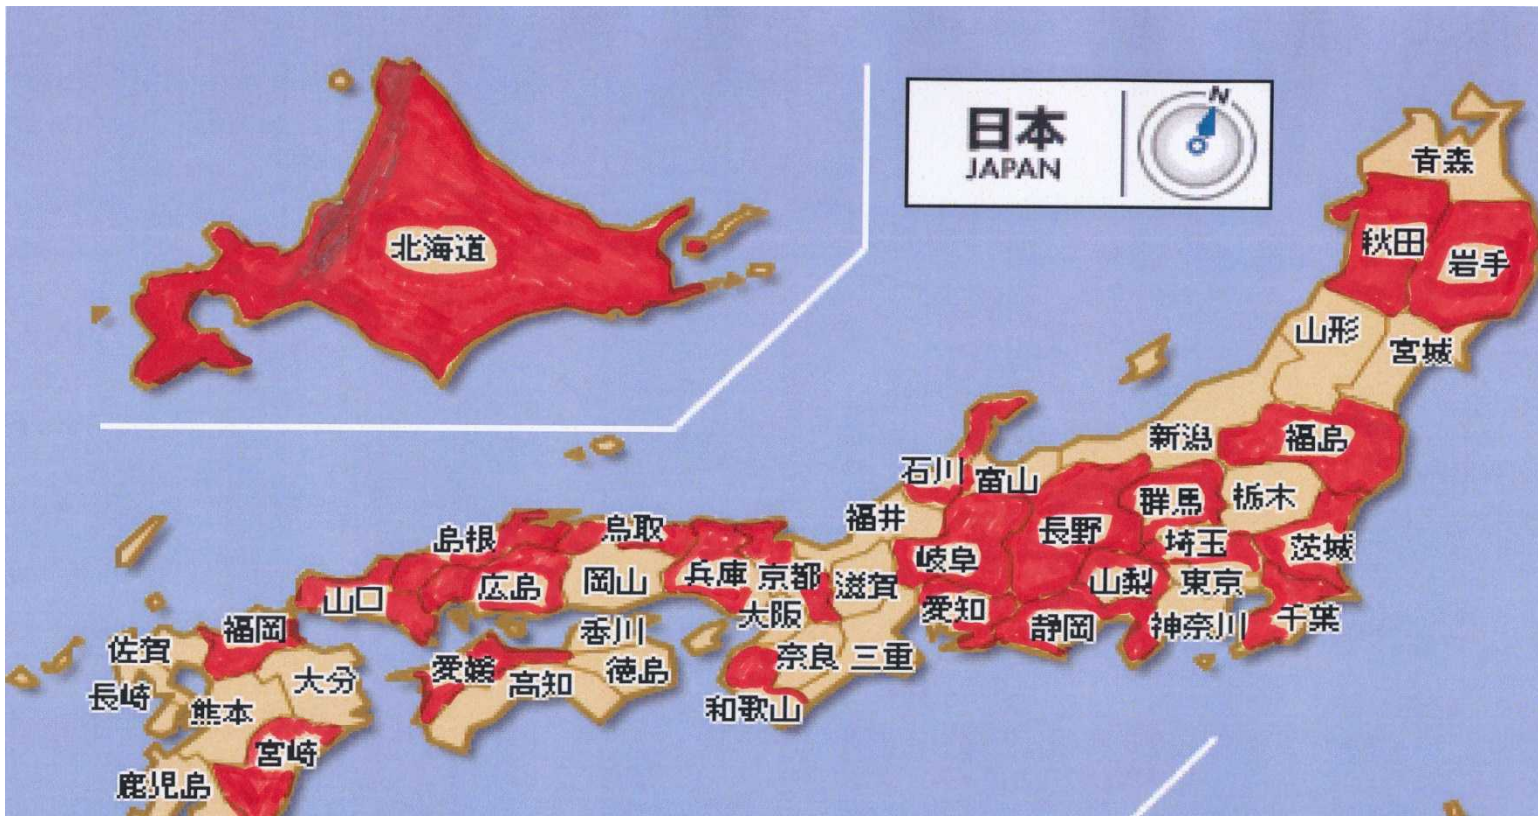 日本
JAPAN
N
北海道
青森
秋田
岩手
山形
宮城
新潟
福島
石川
富山
群馬
栃木
福井
長野
埼玉
茨城
島根
鳥取
岐阜
山梨
東京
兵庫
京都
滋賀
広島
岡山
山口
愛知
静岡
神奈川
千葉
大阪
福岡
香川
佐賀
愛媛
高知
徳島
奈良
三重
大分
長崎
熊本
和歌山
宮崎
鹿児島